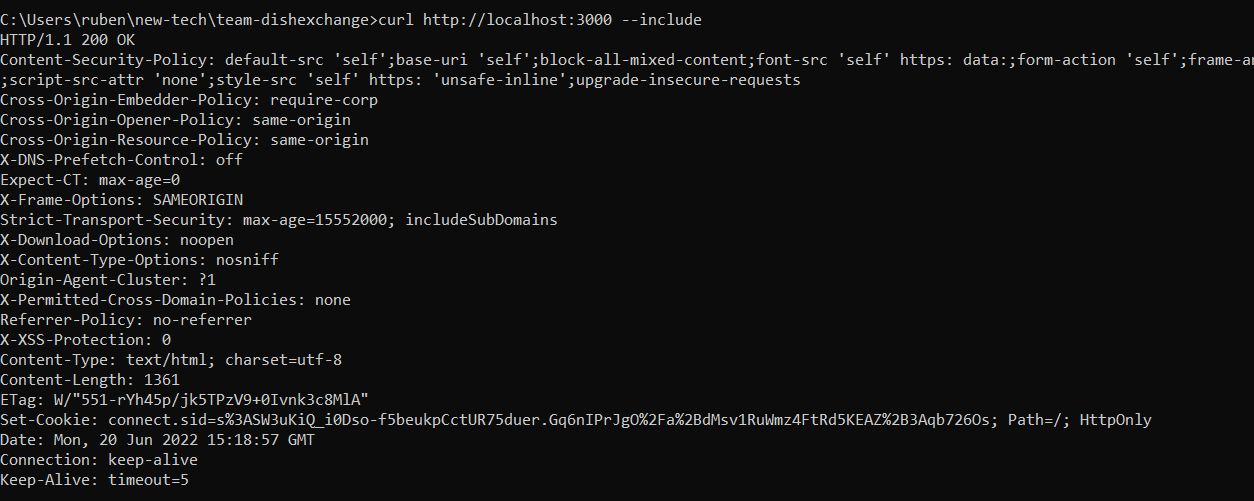 C:\Users\ruben\new-tech\team-dishexchange>curl http://localhost:3000 --include
HTTP/1.1 200 OK
Content-Security-Policy: default-src 'self';base-uri 'self';block-all-mixed-content;font-src 'self' https: data:;form-action 'self';frame-an
;script-src-attr 'none';style-src 'self' https: 'unsafe-inline';upgrade-insecure-requests
Cross-Origin-Embedder-Policy: require-corp
Cross-Origin-Opener-Policy: same-origin
Cross-Origin-Resource-Policy: same-origin
X-DNS-Prefetch-Control: off
Expect-CT: max-age=0
X-Frame-Options: SAMEORIGIN
Strict-Transport-Security: max-age=15552000; includeSubDomains
X-Download-Options: noopen
X-Content-Type-Options: nosniff
Origin-Agent-Cluster: ?1
X-Permitted-Cross-Domain-Policies: none
Referrer-Policy: no-referrer
X-XSS-Protection: 0
Content-Type: text/html; charset=utf-8
Content-Length: 1361
ETag: W/"551-rYh45p/jk5TPzV9+0Ivnk3c8MlA"
Set-Cookie: connect.sid=s%3ASW3uKiQ_i0Dso-f5beukpCctUR75duer.Gq6nIPrJgO%2Fa%2BdMsv1RuWmz4FtRd5KEAZ%2B3Aqb726Os; Path=/; HttpOnly
Date: Mon, 20 Jun 2022 15:18:57 GMT
Connection: keep-alive
Keep-Alive: timeout=5